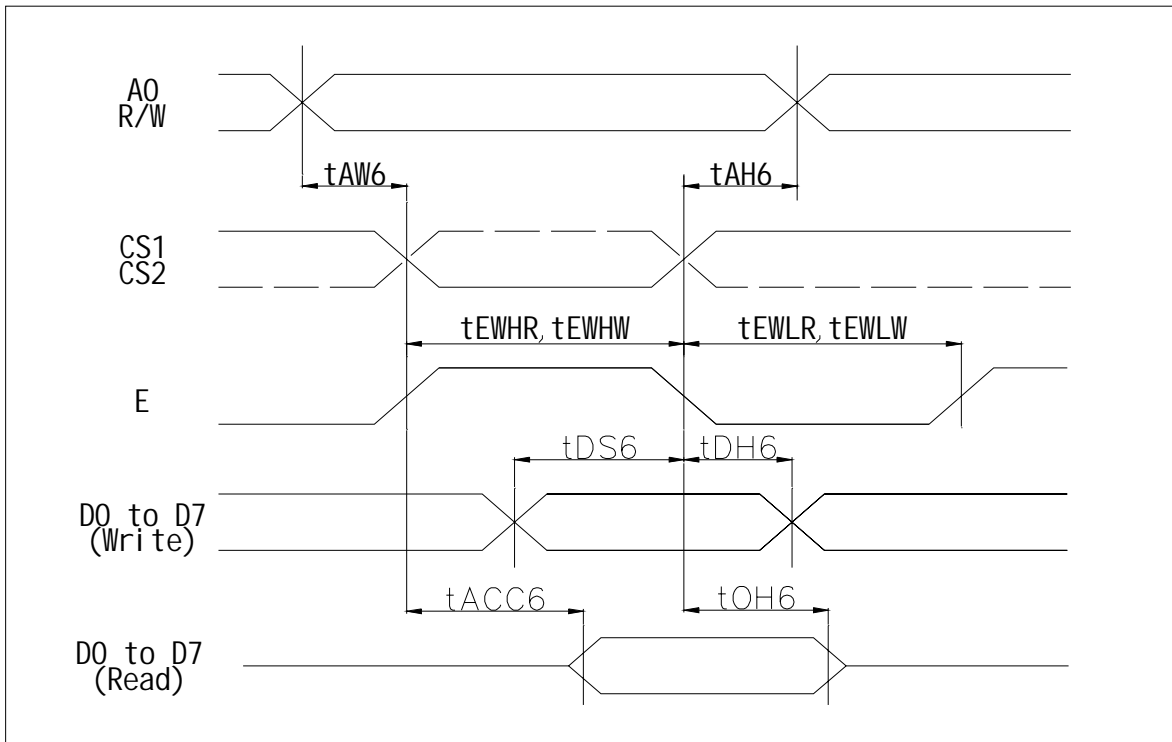 A0
R/W
tAW6
tAH6
CS1
CS2
tEWHR, tEWHW
tEWLR, tEWLW
E
tDS6
tDH6
D0 to D7
(Write)
tACC6
tOH6
D0 to D7
(Read)